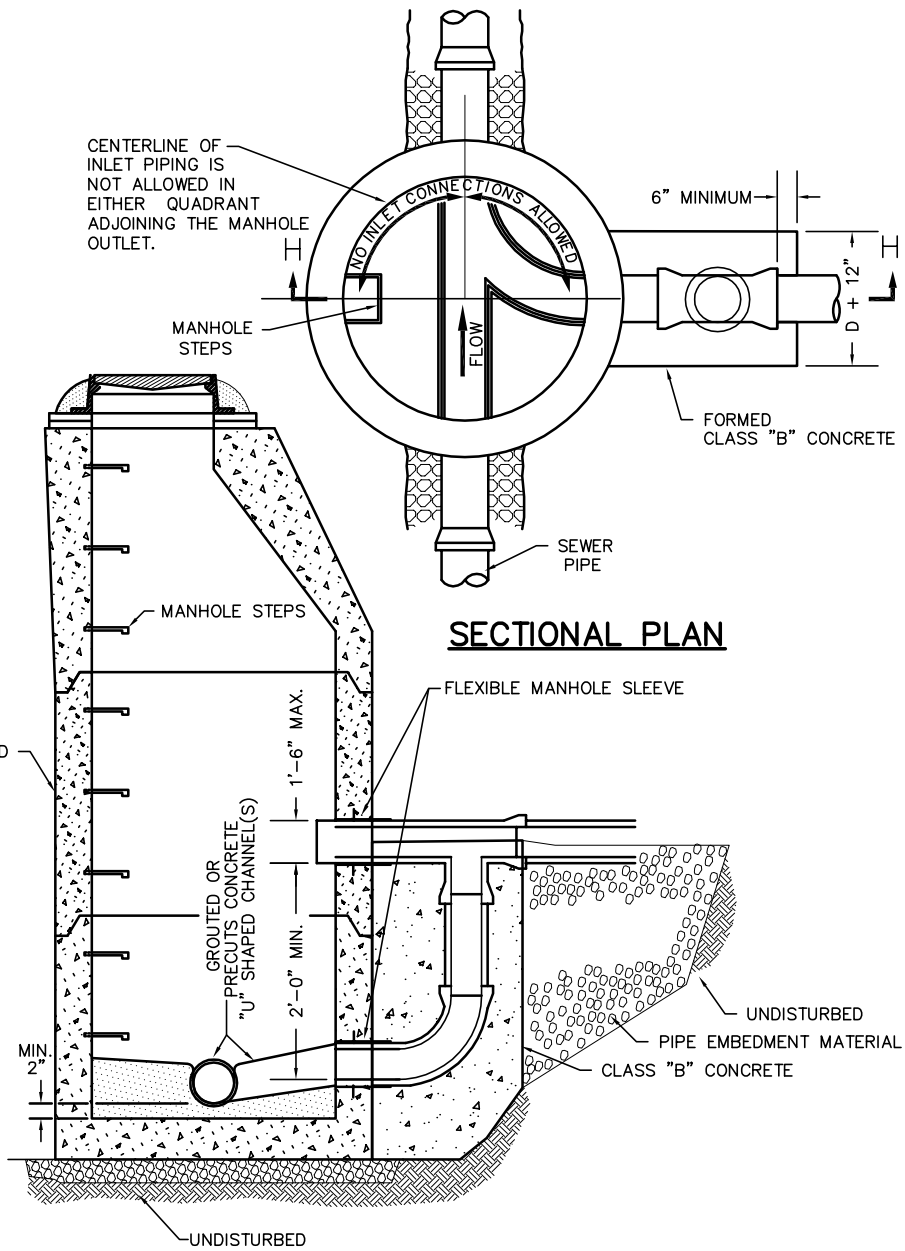 CENTERLINE OF
INLET PIPING IS
NOT ALLOWED IN
EITHER QUADRANT
ADJOINING THE MANHOLE
OUTLET.
NO INLET CONNECTIONS ALLOWED
6" MINIMUM
H
H
D + 12"
MANHOLE
STEPS
FLOW
FORMED
CLASS "B" CONCRETE
SEWER
PIPE
SECTIONAL PLAN
MANHOLE STEPS
FLEXIBLE MANHOLE SLEEVE
D
1'-6" MAX.
GROUTED OR
PRECUTS CONCRETE
"U" SHAPED CHANNEL(S)
2'-0" MIN.
MIN.
2"
UNDISTURBED
PIPE EMBEDMENT MATERIAL
CLASS "B" CONCRETE
UNDISTURBED